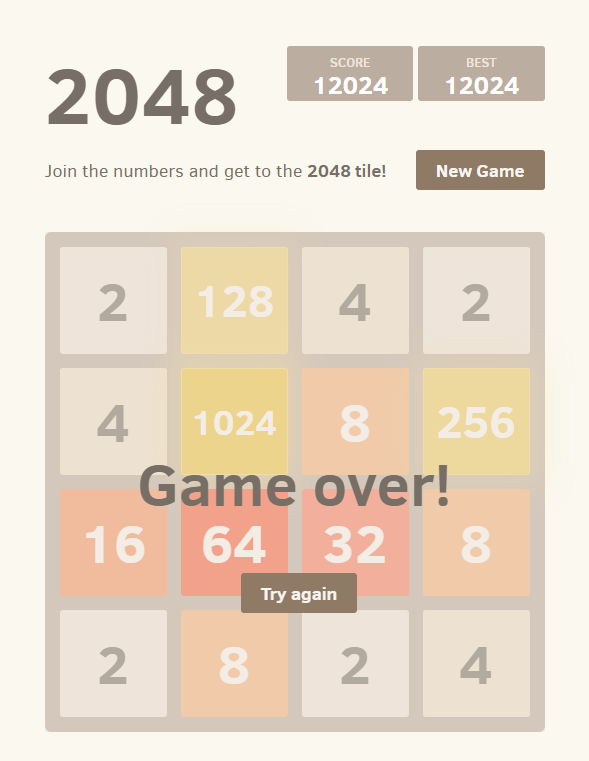 2048
SCORE
12024
BEST
12024
Join the numbers and get to the 2048 tile!
New Game
2 128 4 2
4 1024 8 256
Game over!
16 64 32 8
Try again
2 8 2 4